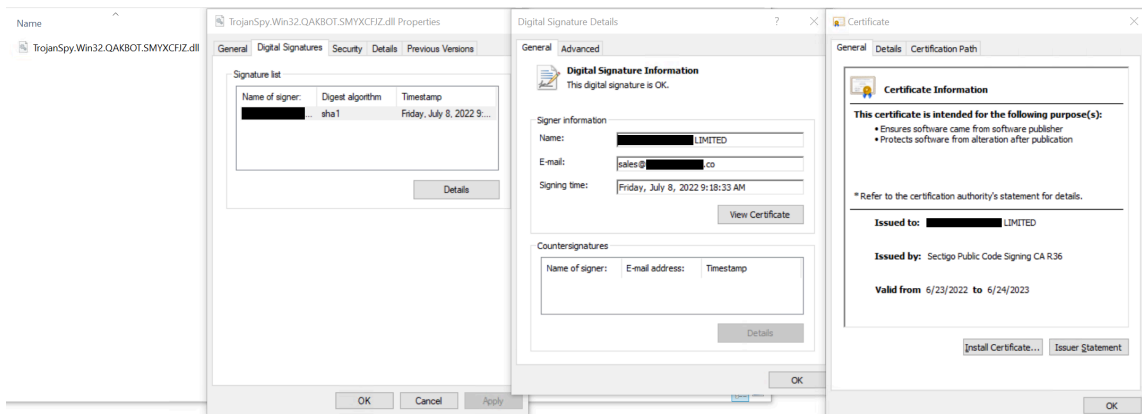 Name
TrojanSpy.Win32.QAKBOT.SMYXCFJZ.dll
TrojanSpy.Win32.QAKBOT.SMYXCFJZ.dll Properties
General Digital Signatures Security Details Previous Versions
Signature list
Name of signer: Digest algorithm Timestamp
... sha1 Friday, July 8, 2022 9:...
Details
OK Cancel Apply
Digital Signature Details
General Advanced
Digital Signature Information
This digital signature is OK.
Signer information
Name: LIMITED
E-mail: sales@ .co
Signing time: Friday, July 8, 2022 9:18:33 AM
View Certificate
Countersignatures
Name of signer: E-mail address: Timestamp
Details
OK
Certificate
General Details Certification Path
Certificate Information
This certificate is intended for the following purpose(s):
• Ensures software came from software publisher
• Protects software from alteration after publication
* Refer to the certification authority's statement for details.
Issued to: LIMITED
Issued by: Sectigo Public Code Signing CA R36
Valid from 6/23/2022 to 6/24/2023
Install Certificate... Issuer Statement
OK